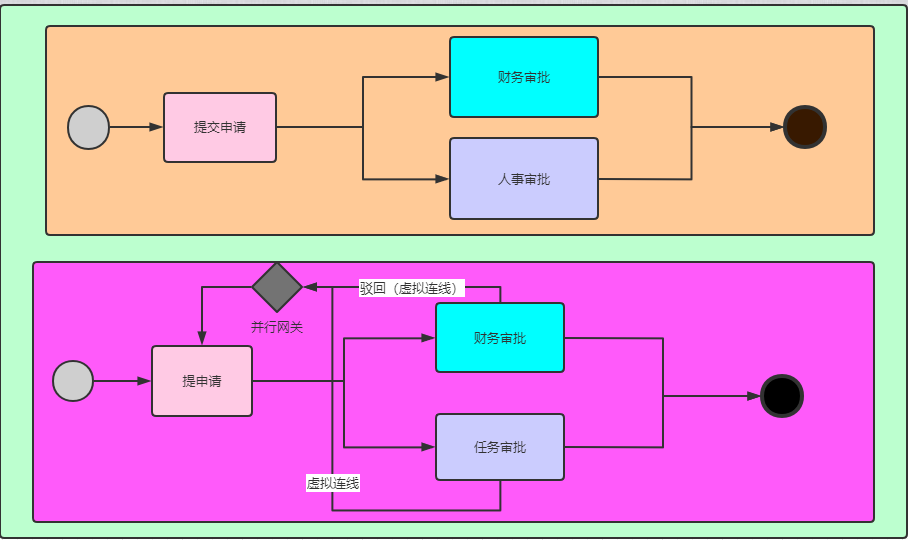 财务审批
提交申请
人事审批
驳回（虚拟连线）
并行网关
财务审批
提申请
任务审批
虚拟连线